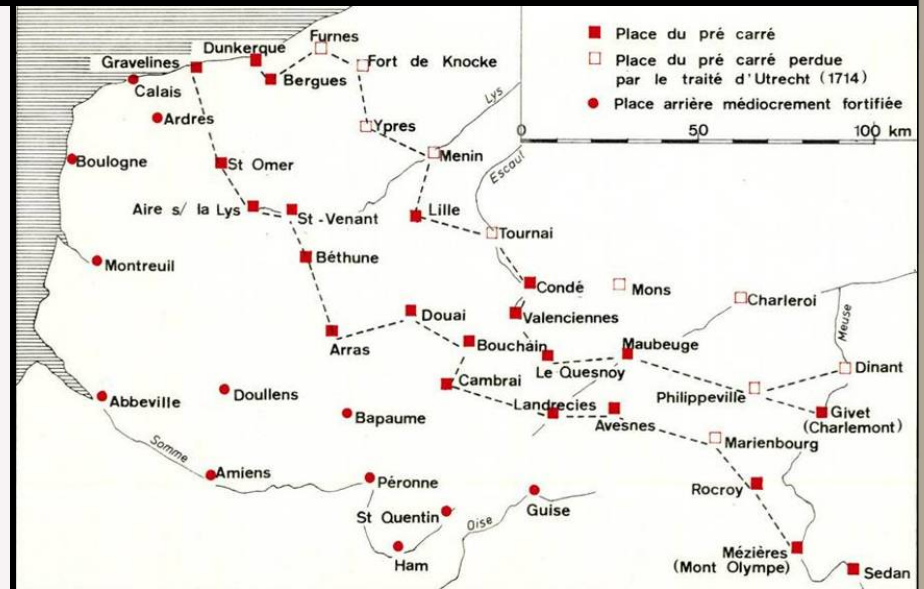 Place du pré carré
Place du pré carré perdue
par le traité d'Utrecht (1714)
Place arrière médiocrement fortifiée
0 50 100 km
Furnes
Dunkerque
Gravelines
Fort de Knocke
Bergues
Calais
Lys
Ardres
Ypres
Menin
Boulogne
St Omer
Escaut
Aire s/ la Lys
St-Venant
Lille
Tournai
Béthune
Montreuil
Condé
Mons
Charleroi
Meuse
Douai
Valenciennes
Arras
Bouchain
Maubeuge
Le Quesnoy
Dinant
Cambrai
Doullens
Philippeville
Abbeville
Landrecies
Bapaume
Avesnes
Givet
(Charlemont)
Marienbourg
Somme
Amiens
Péronne
Rocroy
St Quentin
Oise
Guise
Ham
Mézières
(Mont Olympe)
Sedan